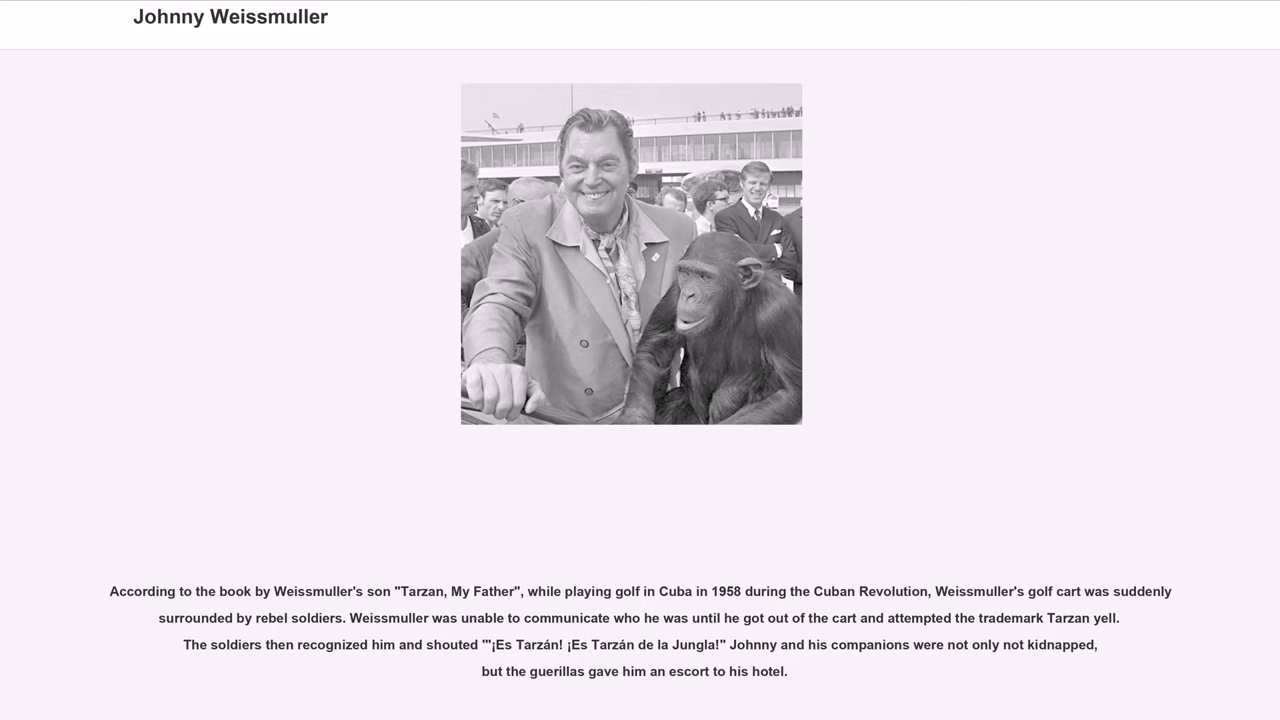 Johnny Weissmuller
According to the book by Weissmuller's son "Tarzan, My Father", while playing golf in Cuba in 1958 during the Cuban Revolution, Weissmuller's golf cart was suddenly
surrounded by rebel soldiers. Weissmuller was unable to communicate who he was until he got out of the cart and attempted the trademark Tarzan yell.
The soldiers then recognized him and shouted '"¡Es Tarzán! ¡Es Tarzán de la Jungla!" Johnny and his companions were not only not kidnapped,
but the guerillas gave him an escort to his hotel.